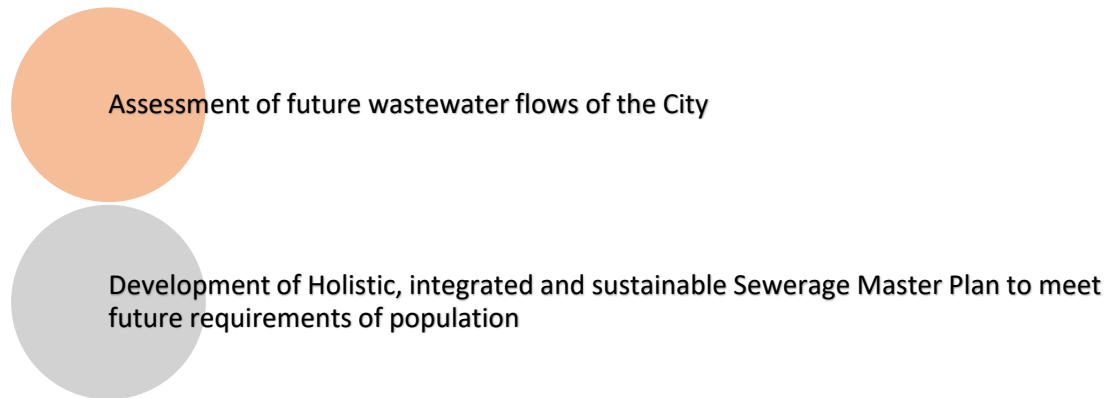 Assessment of future wastewater flows of the City
Development of Holistic, integrated and sustainable Sewerage Master Plan to meet
future requirements of population